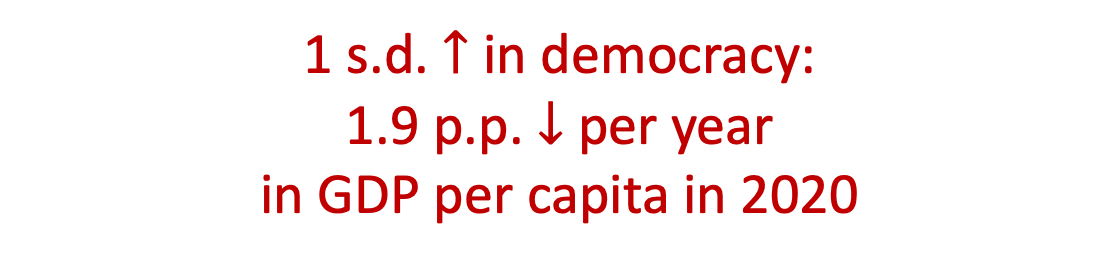 1 s.d. ↑ in democracy:
1.9 p.p. ↓ per year
in GDP per capita in 2020